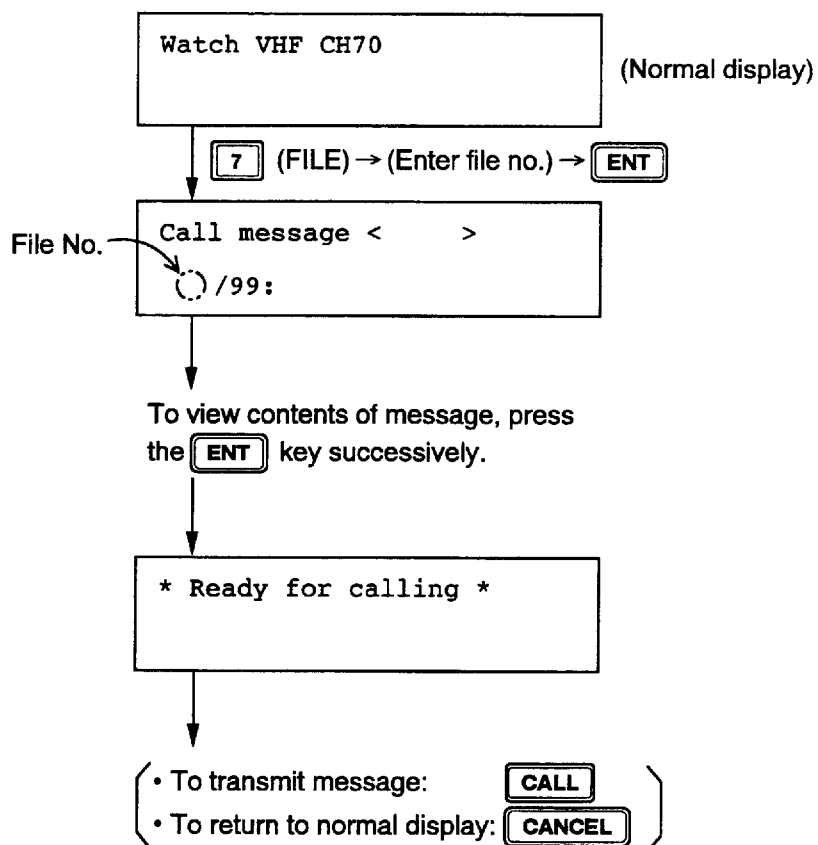 Watch VHF CH70
(Normal display)
7 (FILE) → (Enter file no.) → ENT
Call message <      >
File No.
/99:
To view contents of message, press
the ENT key successively.
* Ready for calling *
• To transmit message: CALL
• To return to normal display: CANCEL